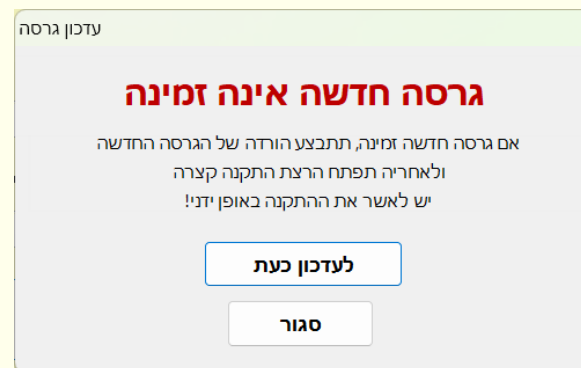 עדכון גרסה
גרסה חדשה אינה זמינה
אם גרסה חדשה זמינה, תתבצע הורדה של הגרסה החדשה
ולאחריה תפתח הרצת התקנה קצרה
יש לאשר את ההתקנה באופן ידני!
לעדכון כעת
סגור